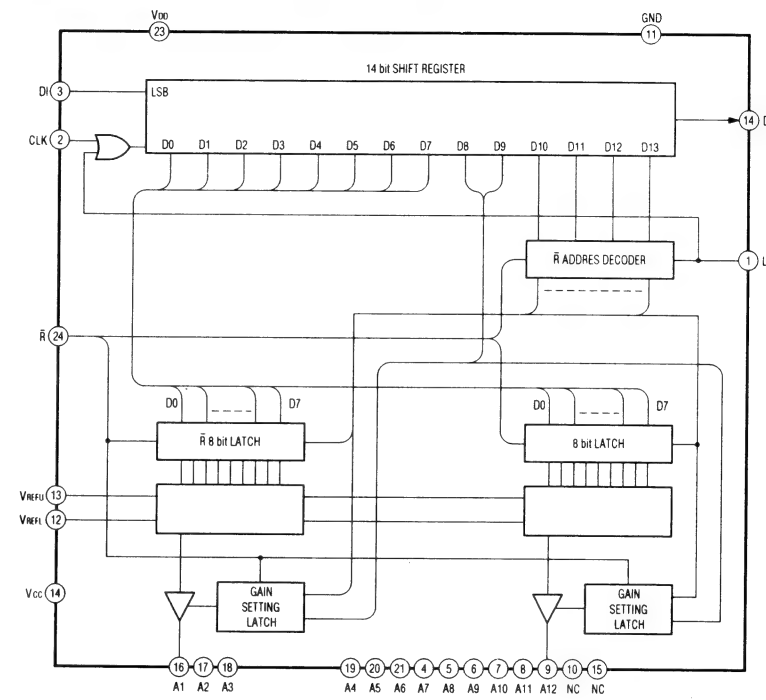 VDD
23
GND
11
14 bit SHIFT REGISTER
DI 3
LSB
14 D
CLK 2
D0 D1 D2 D3 D4 D5 D6 D7 D8 D9 D10 D11 D12 D13
R̄ ADDRES DECODER
1 L
R̄
24
D0 D7
D0 D7
R̄ 8 bit LATCH
8 bit LATCH
VREFU 13
VREFL 12
VCC 14
GAIN
SETTING
LATCH
GAIN
SETTING
LATCH
16 17 18 19 20 21 4 5 6 7 8 9 10 15
A1 A2 A3 A4 A5 A6 A7 A8 A9 A10 A11 A12 NC NC